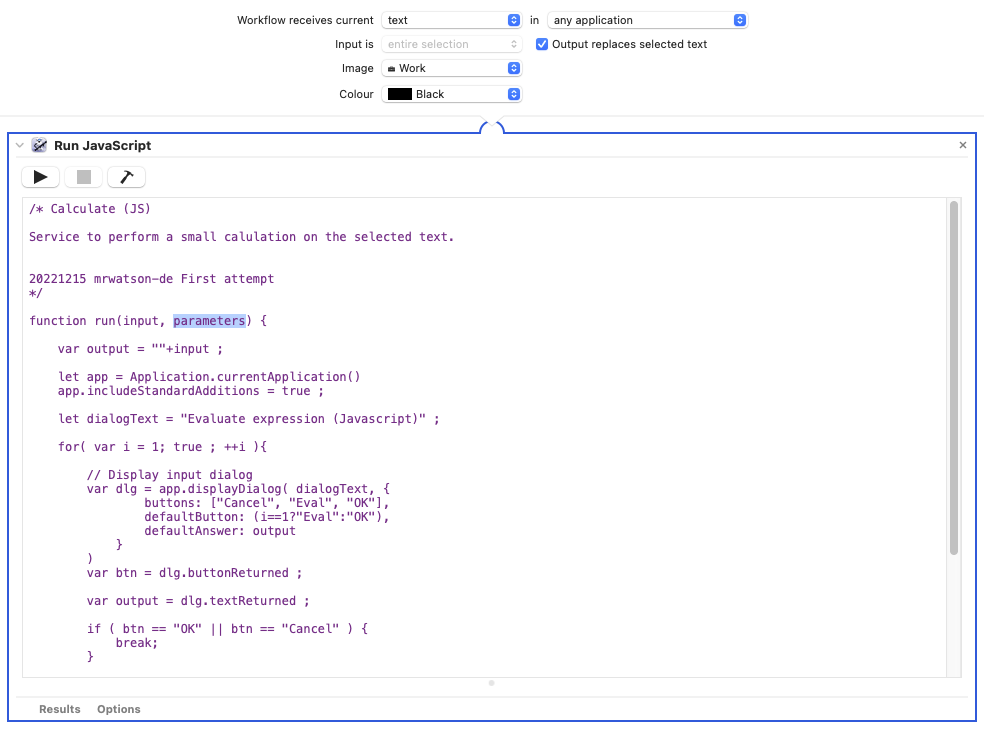 Workflow receives current text in any application
Input is entire selection Output replaces selected text
Image Work
Colour Black
Run JavaScript
/* Calculate (JS)
Service to perform a small calulation on the selected text.
20221215 mrwatson-de First attempt
*/
function run(input, parameters) {
var output = ""+input ;
let app = Application.currentApplication()
app.includeStandardAdditions = true ;
let dialogText = "Evaluate expression (Javascript)" ;
for( var i = 1; true ; ++i ){
// Display input dialog
var dlg = app.displayDialog( dialogText, {
buttons: ["Cancel", "Eval", "OK"],
defaultButton: (i==1?"Eval":"OK"),
defaultAnswer: output
}
)
var btn = dlg.buttonReturned ;
var output = dlg.textReturned ;
if ( btn == "OK" || btn == "Cancel" ) {
break;
}
Results Options